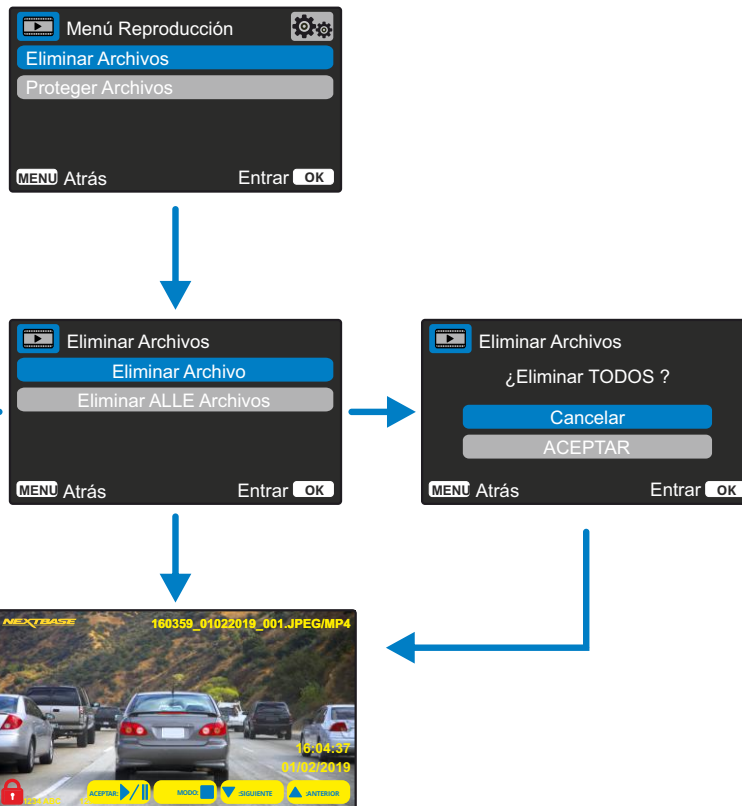 Menú Reproducción
Eliminar Archivos
Proteger Archivos
MENU Atrás Entrar OK
Eliminar Archivos
Eliminar Archivo
Eliminar ALLE Archivos
MENU Atrás Entrar OK
Eliminar Archivos
¿Eliminar TODOS ?
Cancelar
ACEPTAR
MENU Atrás Entrar OK
NEXTBASE 160359_01022019_001.JPEG/MP4
16:04:37
01/02/2019
ACEPTAR: MODO: :SIGUIENTE :ANTERIOR